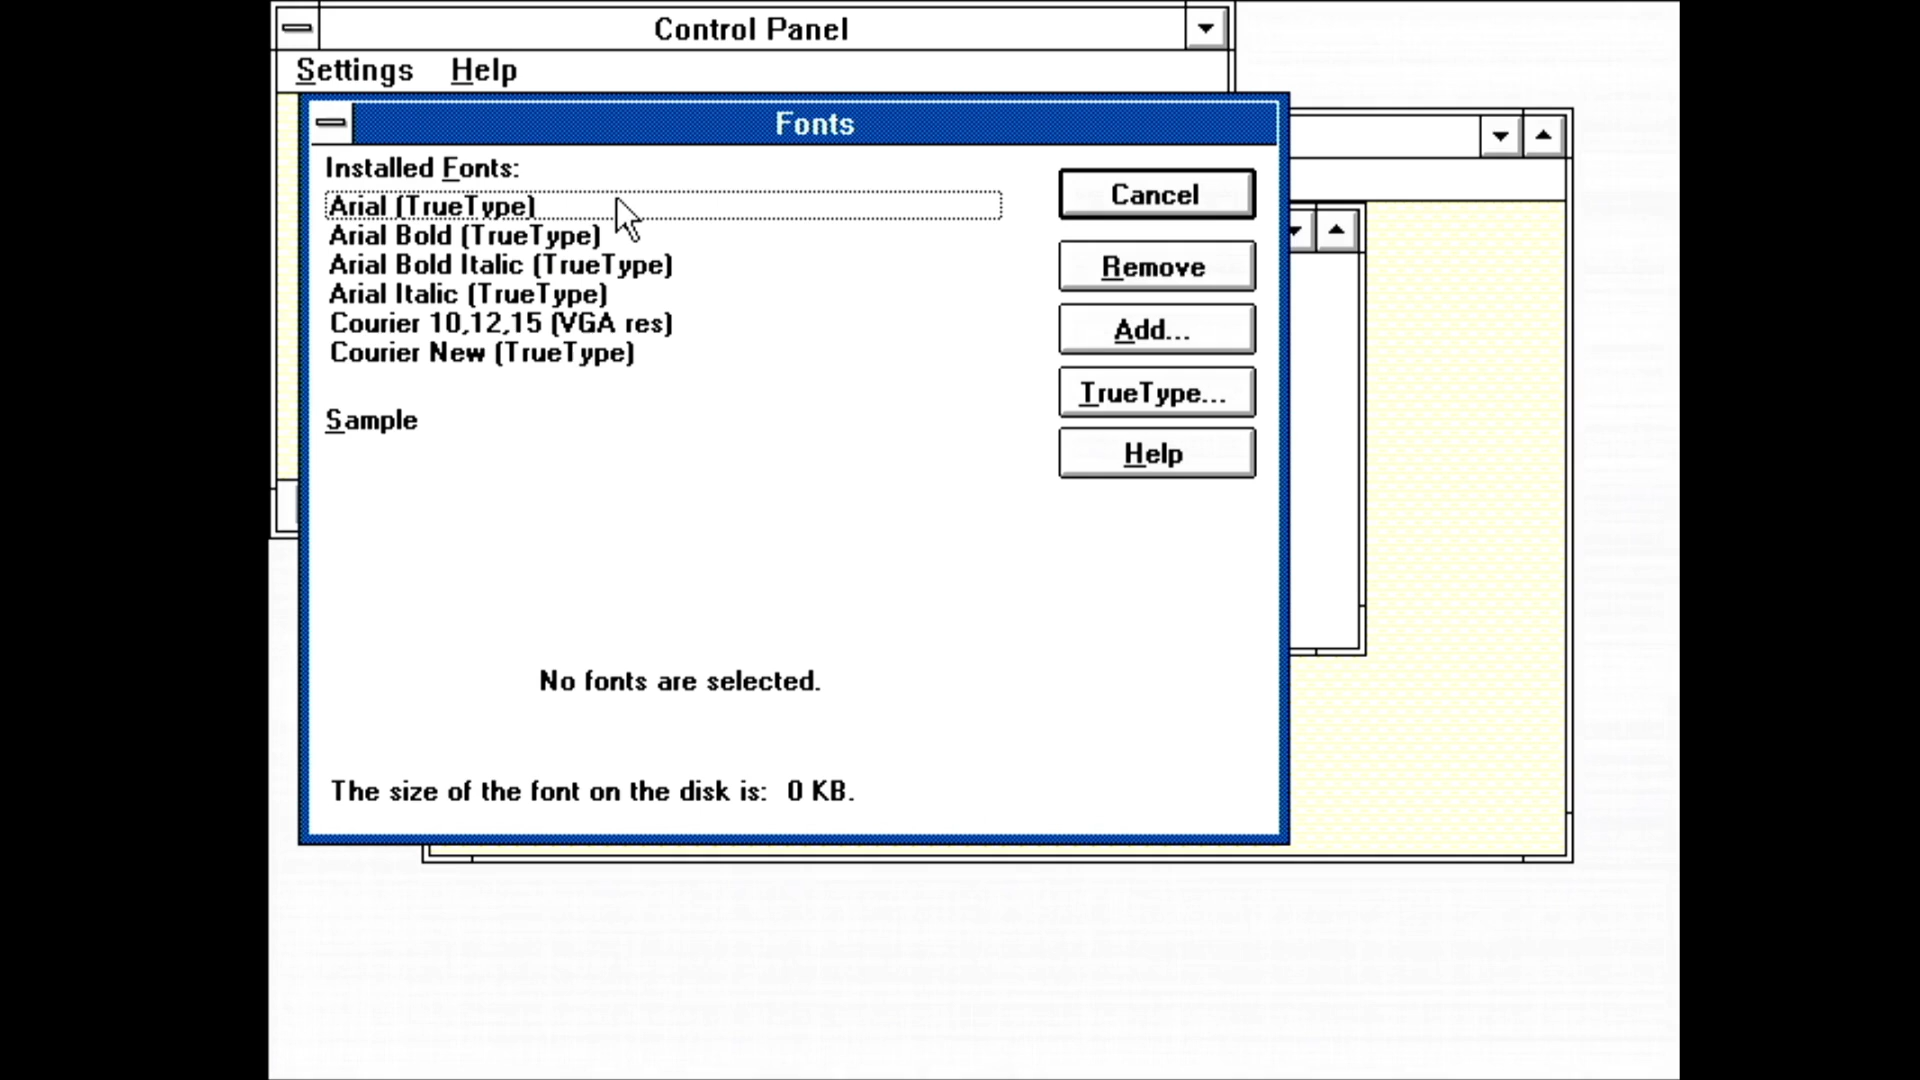 Control Panel
Settings Help
Fonts
Installed Fonts:
Arial (TrueType)
Arial Bold (TrueType)
Arial Bold Italic (TrueType)
Arial Italic (TrueType)
Courier 10,12,15 (VGA res)
Courier New (TrueType)
Sample
No fonts are selected.
The size of the font on the disk is: 0 KB.
Cancel
Remove
Add...
TrueType...
Help